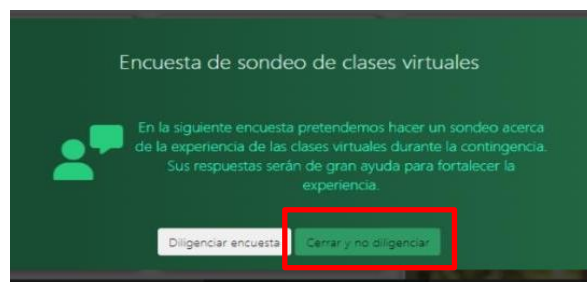 Encuesta de sondeo de clases virtuales
En la siguiente encuesta pretendemos hacer un sondeo acerca
de la experiencia de las clases virtuales durante la contingencia.
Sus respuestas serán de gran ayuda para fortalecer la
experiencia.
Diligenciar encuesta Cerrar y no diligenciar